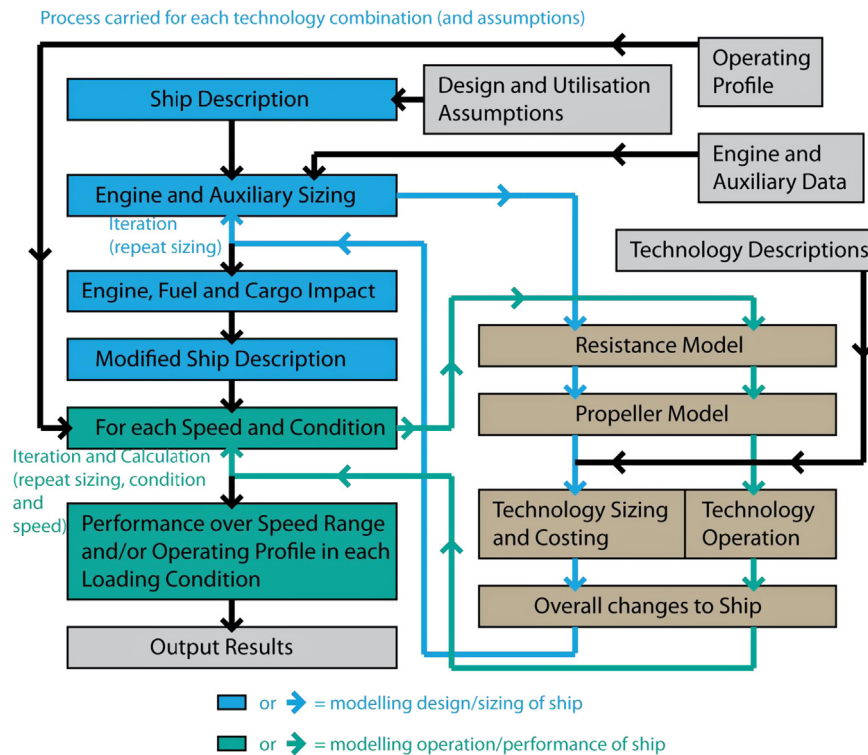 Process carried for each technology combination (and assumptions)
Operating
Profile
Ship Description
Design and Utilisation
Assumptions
Engine and
Auxiliary Data
Engine and Auxiliary Sizing
Iteration
(repeat sizing)
Technology Descriptions
Engine, Fuel and Cargo Impact
Resistance Model
Modified Ship Description
Propeller Model
For each Speed and Condition
Iteration and Calculation
(repeat sizing, condition
and
speed)
Performance over Speed Range
and/or Operating Profile in each
Loading Condition
Technology Sizing
and Costing
Technology
Operation
Overall changes to Ship
Output Results
or = modelling design/sizing of ship
or = modelling operation/performance of ship